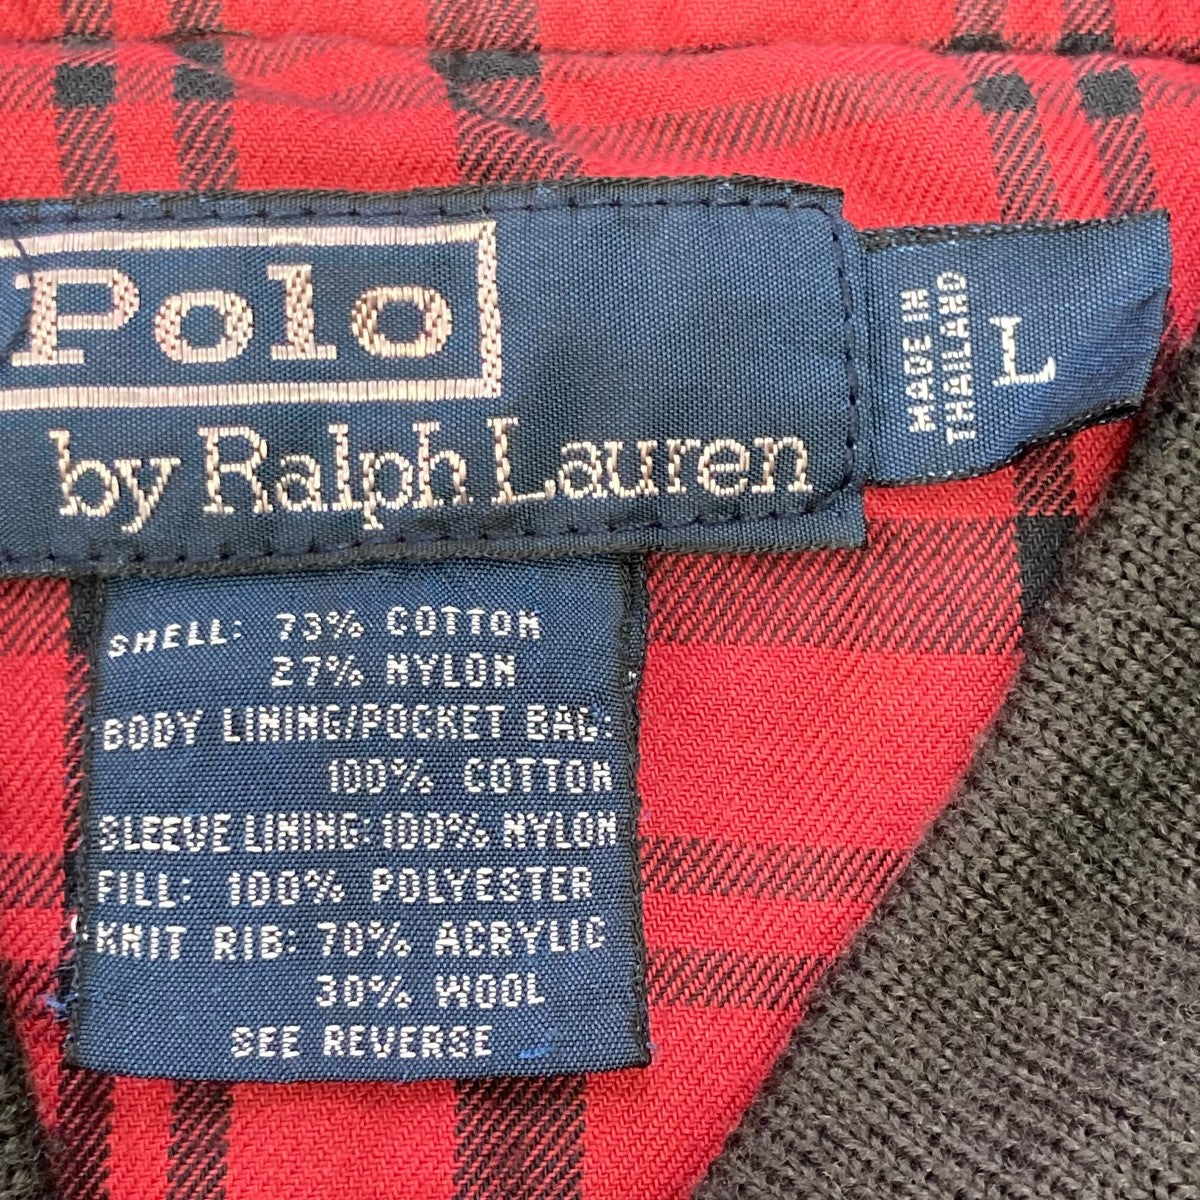 Polo
by Ralph Lauren
MADE IN
THAILAND
L
SHELL: 73% COTTON
27% NYLON
BODY LINING/POCKET BAG:
100% COTTON
SLEEVE LINING:100% NYLON
FILL: 100% POLYESTER
KNIT RIB: 70% ACRYLIC
30% WOOL
SEE REVERSE